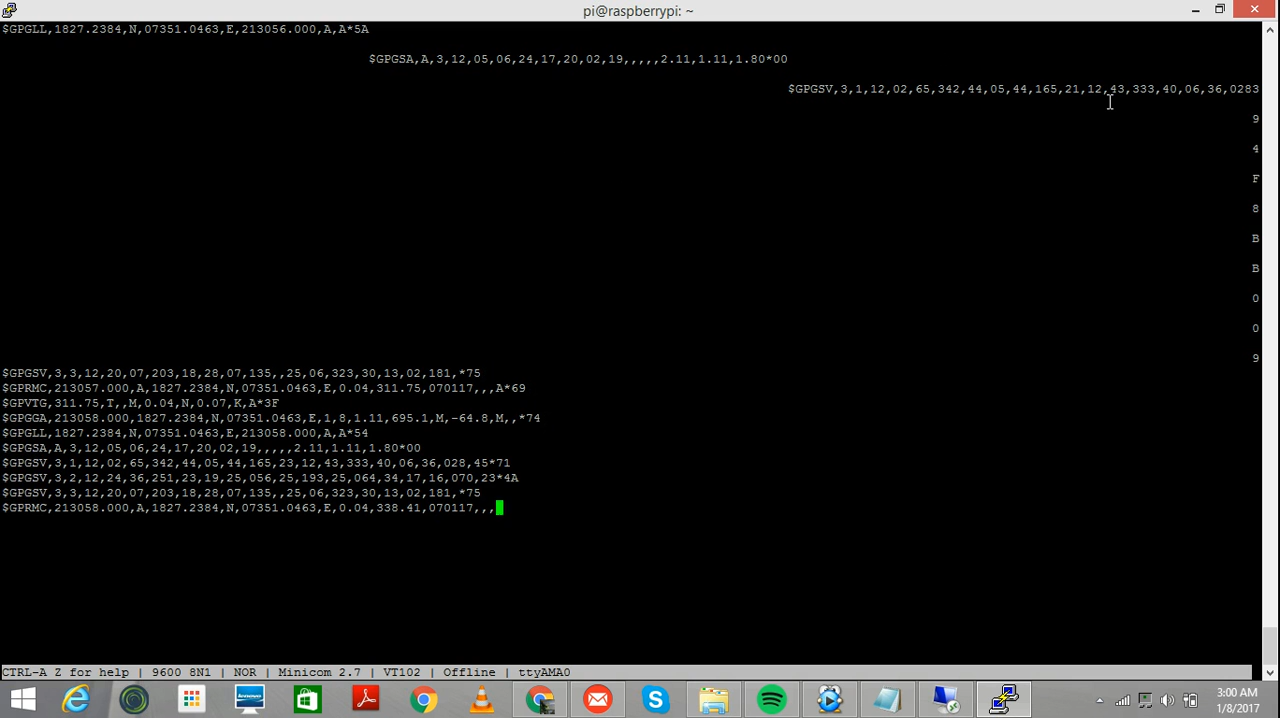 pi@raspberrypi: ~
$GPGLL,1827.2384,N,07351.0463,E,213056.000,A,A*5A
$GPGSA,A,3,12,05,06,24,17,20,02,19,,,,,2.11,1.11,1.80*00
$GPGSV,3,1,12,02,65,342,44,05,44,165,21,12,43,333,40,06,36,0283
9
4
F
8
B
B
0
0
9
$GPGSV,3,3,12,20,07,203,18,28,07,135,,25,06,323,30,13,02,181,*75
$GPRMC,213057.000,A,1827.2384,N,07351.0463,E,0.04,311.75,070117,,,A*69
$GPVTG,311.75,T,,M,0.04,N,0.07,K,A*3F
$GPGGA,213058.000,1827.2384,N,07351.0463,E,1,8,1.11,695.1,M,-64.8,M,,*74
$GPGLL,1827.2384,N,07351.0463,E,213058.000,A,A*54
$GPGSA,A,3,12,05,06,24,17,20,02,19,,,,,2.11,1.11,1.80*00
$GPGSV,3,1,12,02,65,342,44,05,44,165,23,12,43,333,40,06,36,028,45*71
$GPGSV,3,2,12,24,36,251,23,19,25,056,25,193,25,064,34,17,16,070,23*4A
$GPGSV,3,3,12,20,07,203,18,28,07,135,,25,06,323,30,13,02,181,*75
$GPRMC,213058.000,A,1827.2384,N,07351.0463,E,0.04,338.41,070117,,,
CTRL-A Z for help | 9600 8N1 | NOR | Minicom 2.7 | VT102 | Offline | ttyAMA0
lenovo
3:00 AM
1/8/2017